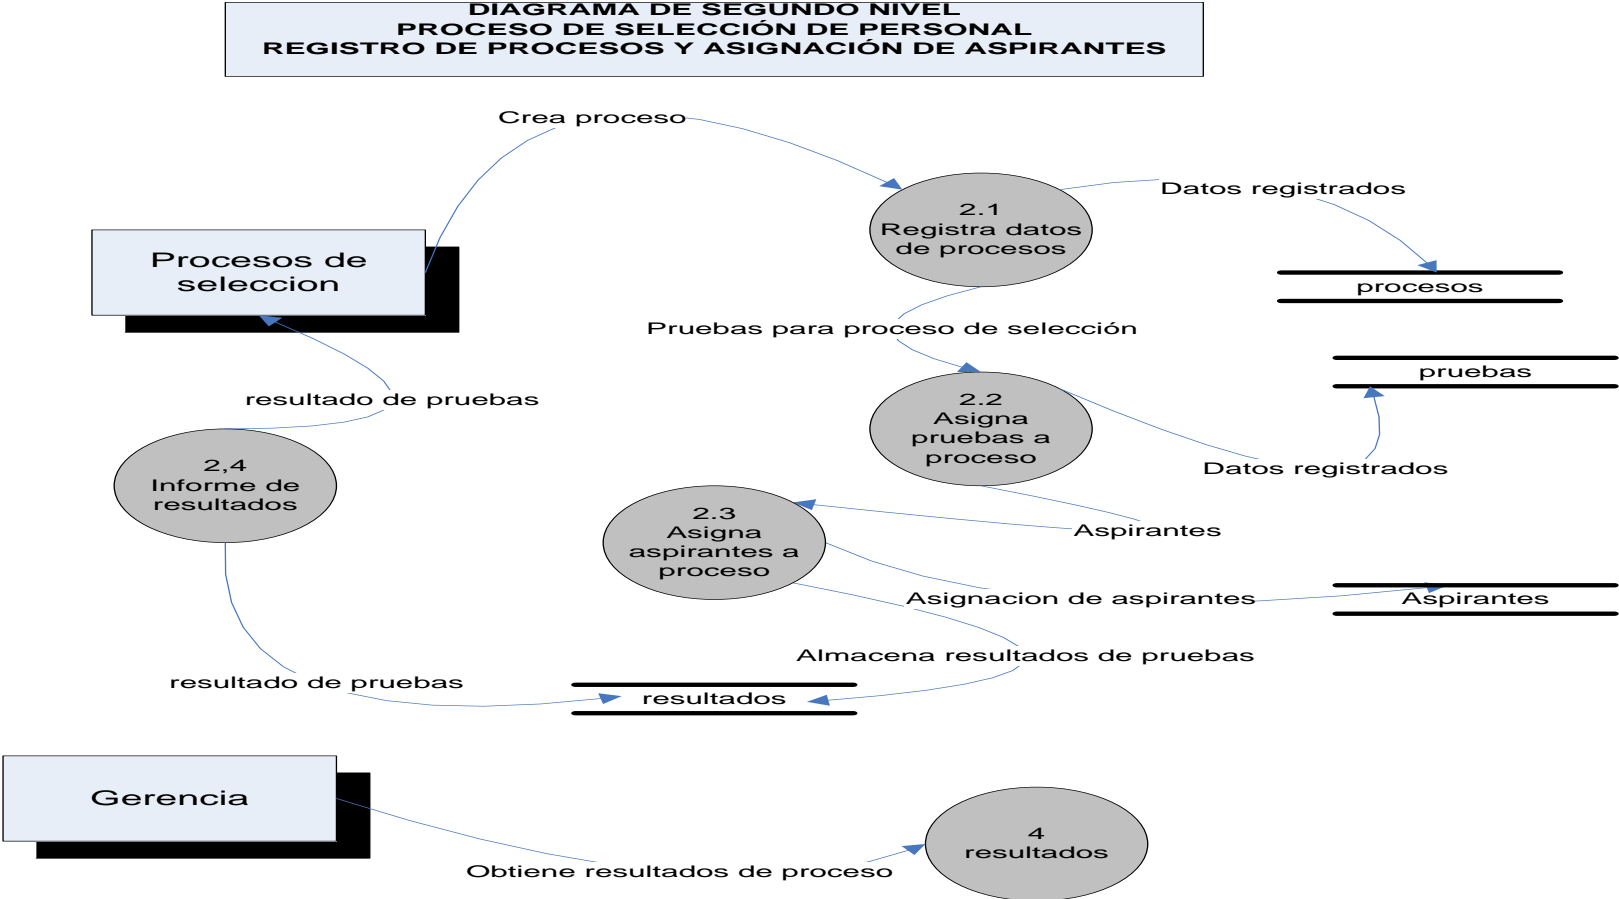 DIAGRAMA DE SEGUNDO NIVEL
PROCESO DE SELECCIÓN DE PERSONAL
REGISTRO DE PROCESOS Y ASIGNACIÓN DE ASPIRANTES
Crea proceso
2.1
Registra datos
de procesos
Datos registrados
Procesos de
seleccion
procesos
Pruebas para proceso de selección
pruebas
2.2
Asigna
pruebas a
proceso
resultado de pruebas
Datos registrados
2,4
Informe de
resultados
2.3
Asigna
aspirantes a
proceso
Aspirantes
Asignacion de aspirantes
Aspirantes
Almacena resultados de pruebas
resultado de pruebas
resultados
Gerencia
4
resultados
Obtiene resultados de proceso